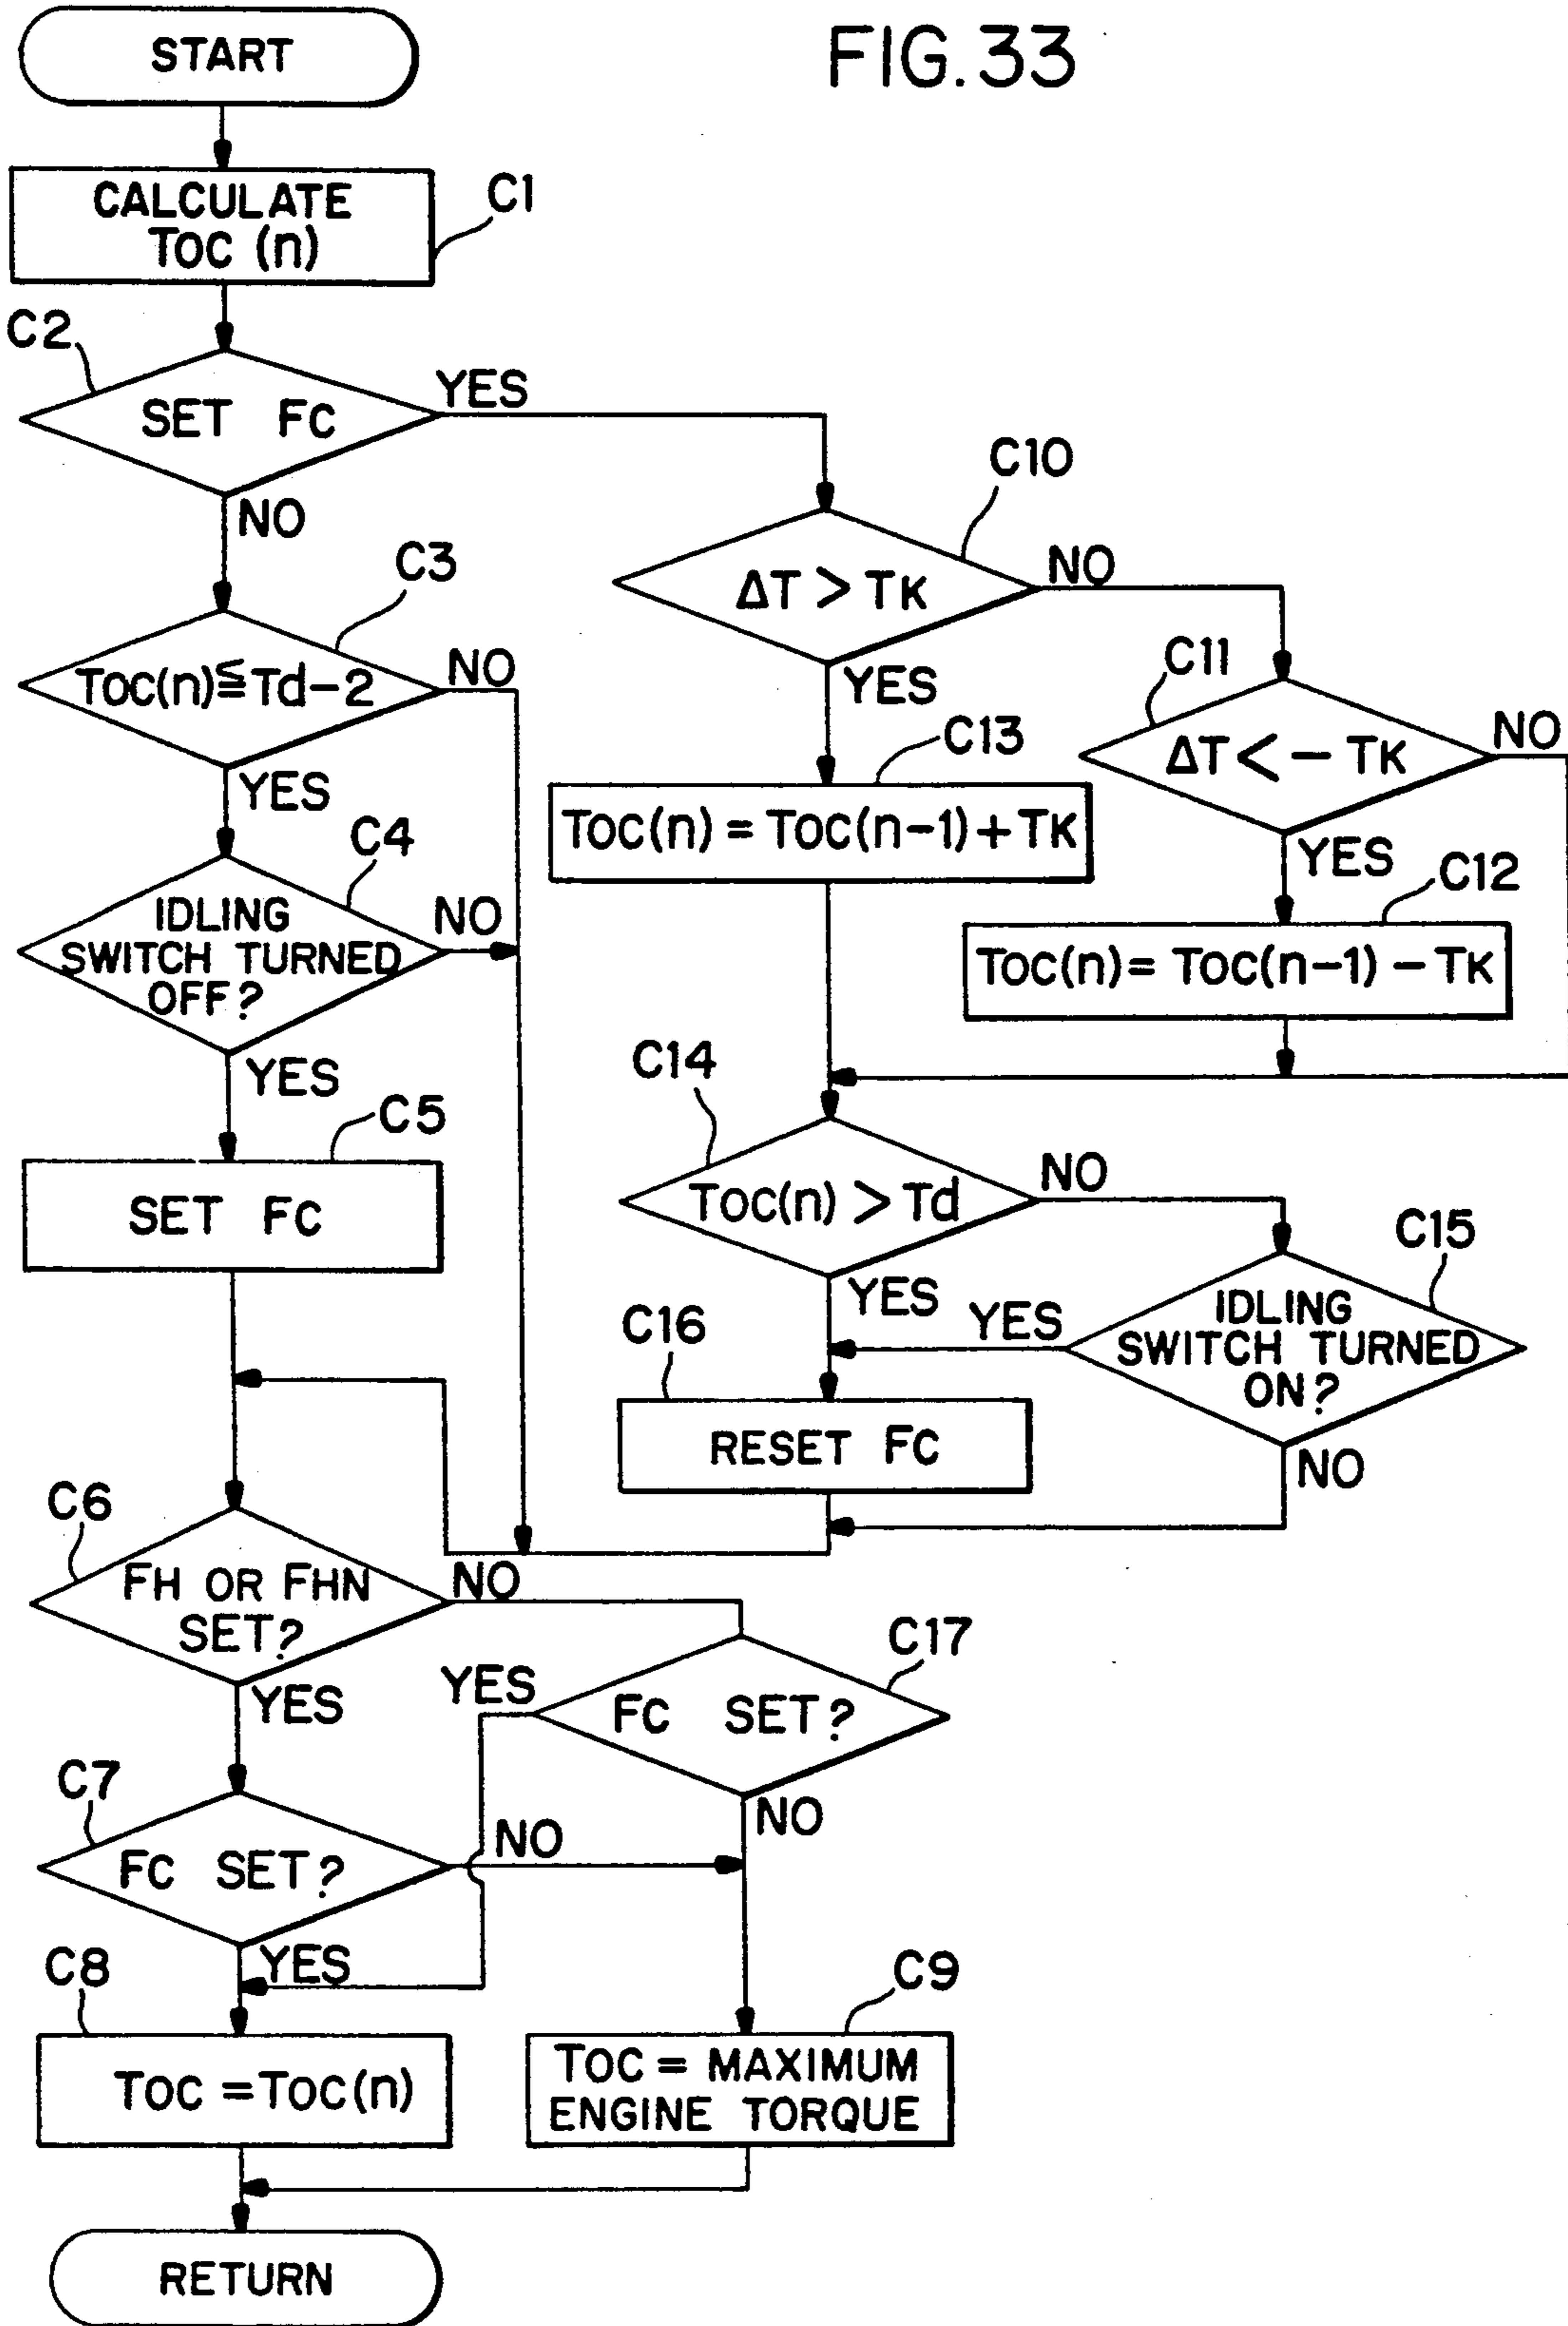 FIG.33
START
CALCULATE
TOC (n)
C1
C2
SET FC
YES
NO
C10
ΔT > TK
NO
YES
C3
TOC(n) ≦ Td-2
NO
YES
C11
ΔT < - TK
NO
YES
C13
TOC(n) = TOC(n-1) + TK
C12
TOC(n) = TOC(n-1) - TK
C4
IDLING
SWITCH TURNED
OFF?
NO
YES
C5
SET FC
C14
TOC(n) > Td
NO
YES
C15
IDLING
SWITCH TURNED
ON?
YES
NO
C16
RESET FC
C6
FH OR FHN
SET?
NO
YES
C17
FC SET?
YES
NO
C7
FC SET?
NO
YES
C8
TOC = TOC(n)
C9
TOC = MAXIMUM
ENGINE TORQUE
RETURN